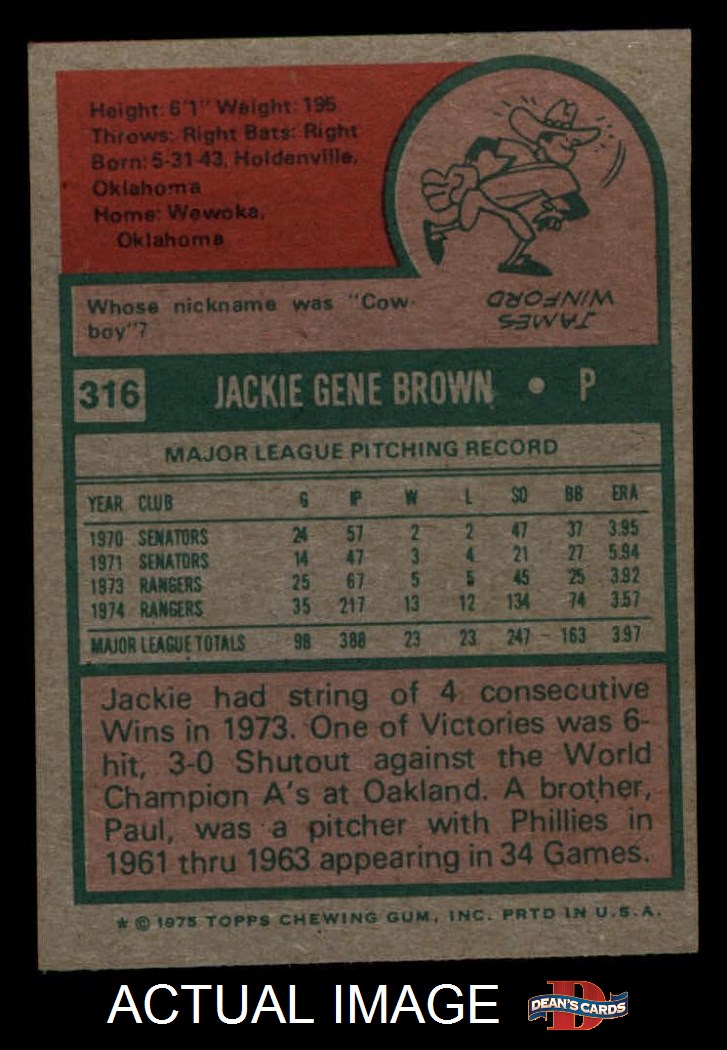 Height: 6'1" Weight: 195
Throws: Right Bats: Right
Born: 5-31-43, Holdenville,
Oklahoma
Home: Wewoka,
Oklahoma
Whose nickname was "Cow-
boy"?
JAMES
WINFORD
316 JACKIE GENE BROWN • P
MAJOR LEAGUE PITCHING RECORD
YEAR CLUB G IP W L SO BB ERA
1970 SENATORS 24 57 2 2 47 37 3.95
1971 SENATORS 14 47 3 4 21 27 5.94
1973 RANGERS 25 67 5 5 45 25 3.92
1974 RANGERS 35 217 13 12 134 74 3.57
MAJOR LEAGUE TOTALS 98 388 23 23 247 163 3.97
Jackie had string of 4 consecutive
Wins in 1973. One of Victories was 6-
hit, 3-0 Shutout against the World
Champion A's at Oakland. A brother,
Paul, was a pitcher with Phillies in
1961 thru 1963 appearing in 34 Games.
* © 1975 TOPPS CHEWING GUM, INC. PRTD IN U.S.A.
ACTUAL IMAGE
D
DEAN'S CARDS